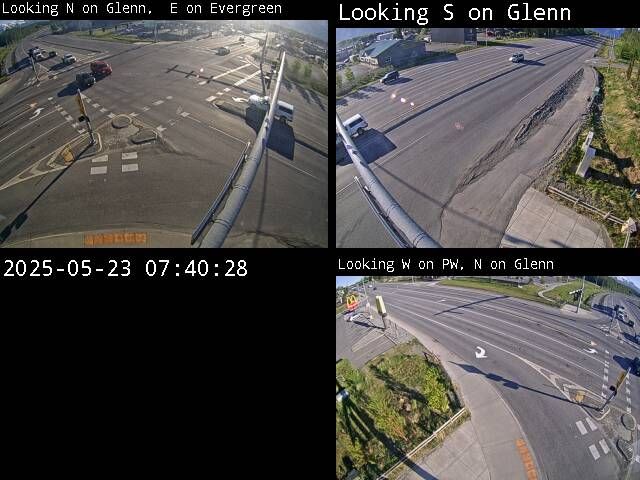 Looking N on Glenn,  E on Evergreen
Looking S on Glenn
2025-05-23 07:40:28
Looking W on PW, N on Glenn